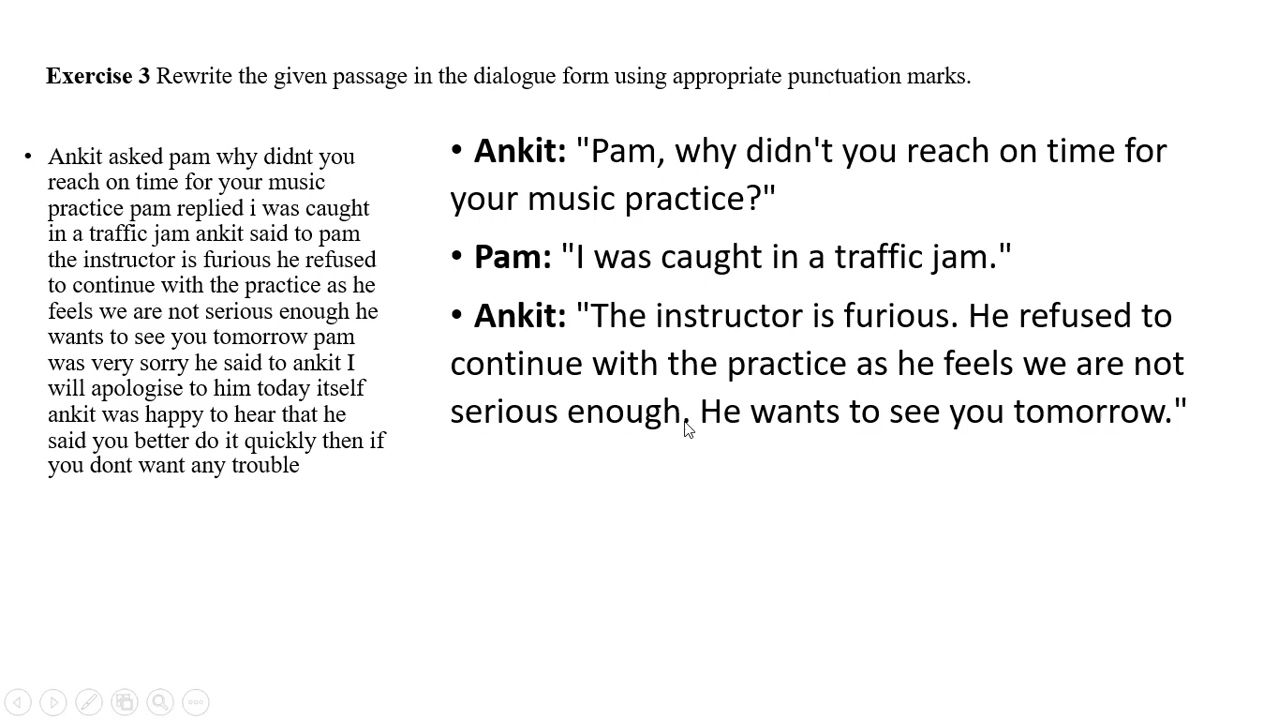 Exercise 3 Rewrite the given passage in the dialogue form using appropriate punctuation marks.
• Ankit asked pam why didnt you
reach on time for your music
practice pam replied i was caught
in a traffic jam ankit said to pam
the instructor is furious he refused
to continue with the practice as he
feels we are not serious enough he
wants to see you tomorrow pam
was very sorry he said to ankit I
will apologise to him today itself
ankit was happy to hear that he
said you better do it quickly then if
you dont want any trouble
• Ankit: "Pam, why didn't you reach on time for
your music practice?"
• Pam: "I was caught in a traffic jam."
• Ankit: "The instructor is furious. He refused to
continue with the practice as he feels we are not
serious enough. He wants to see you tomorrow."